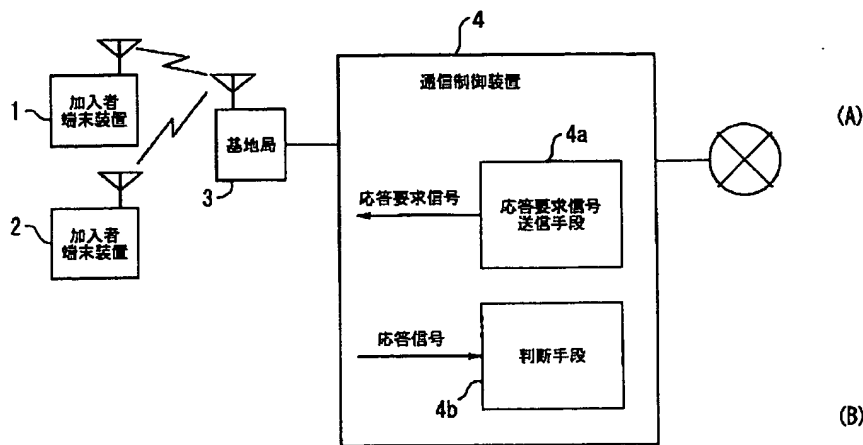 4
通信制御装置
1
加入者
端末装置
(A)
4a
基地局
3
応答要求信号
応答要求信号
送信手段
2
加入者
端末装置
応答信号
判断手段
4b
(B)